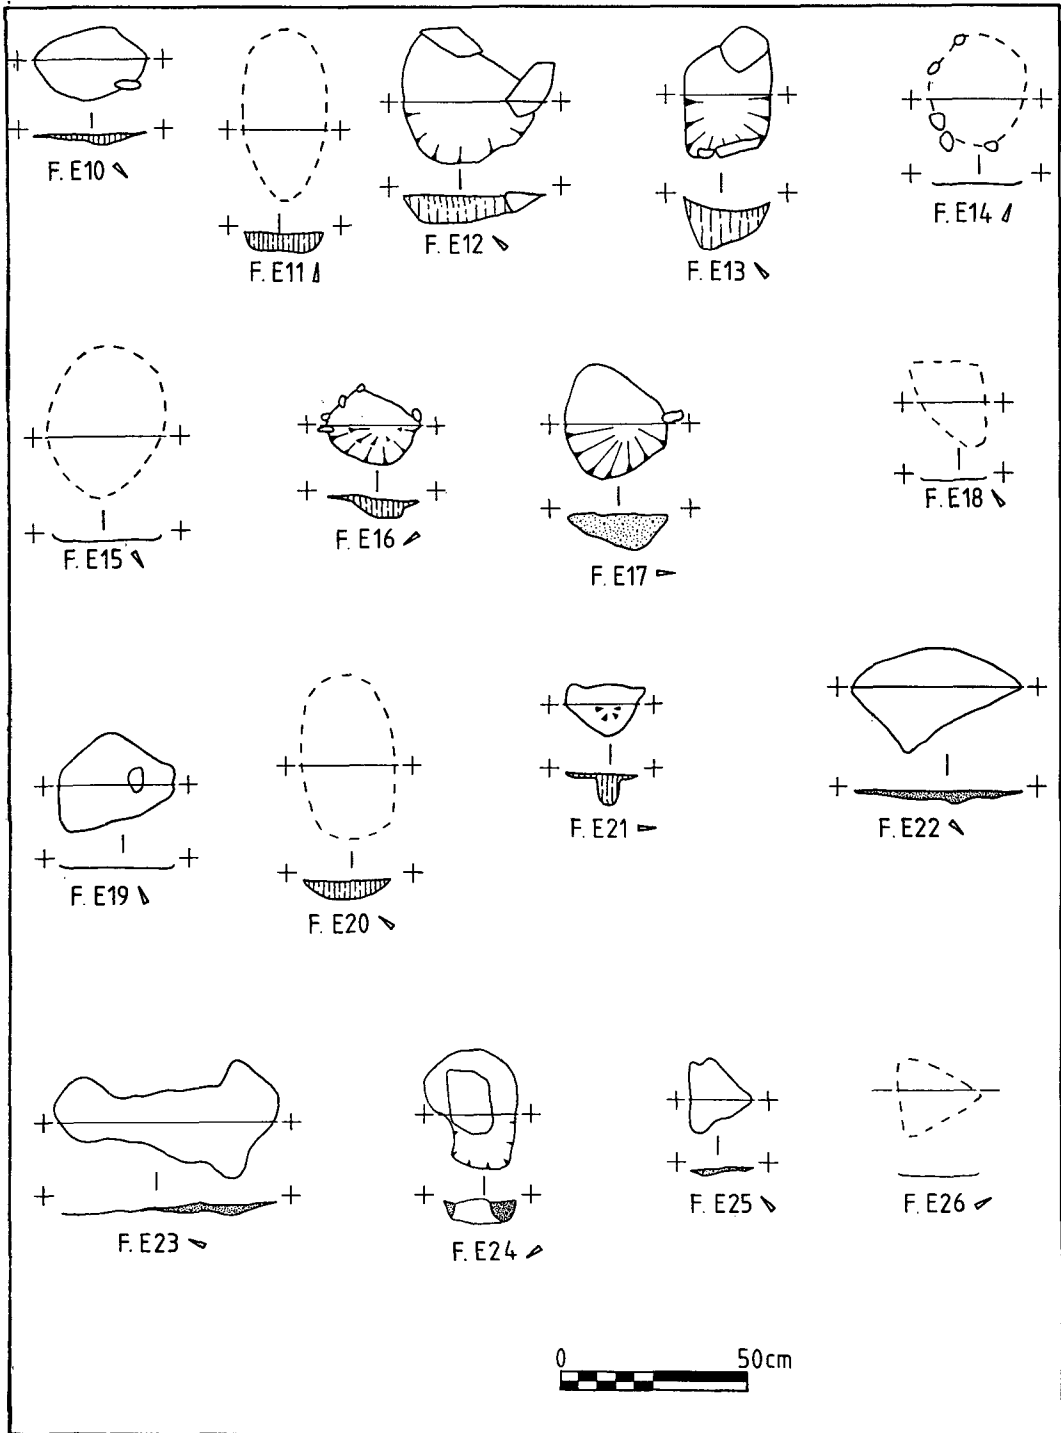 F. E10
F. E11
F. E12
F. E13
F. E14
F. E15
F. E16
F. E17
F. E18
F. E19
F. E20
F. E21
F. E22
F. E23
F. E24
F. E25
F. E26
0 50cm